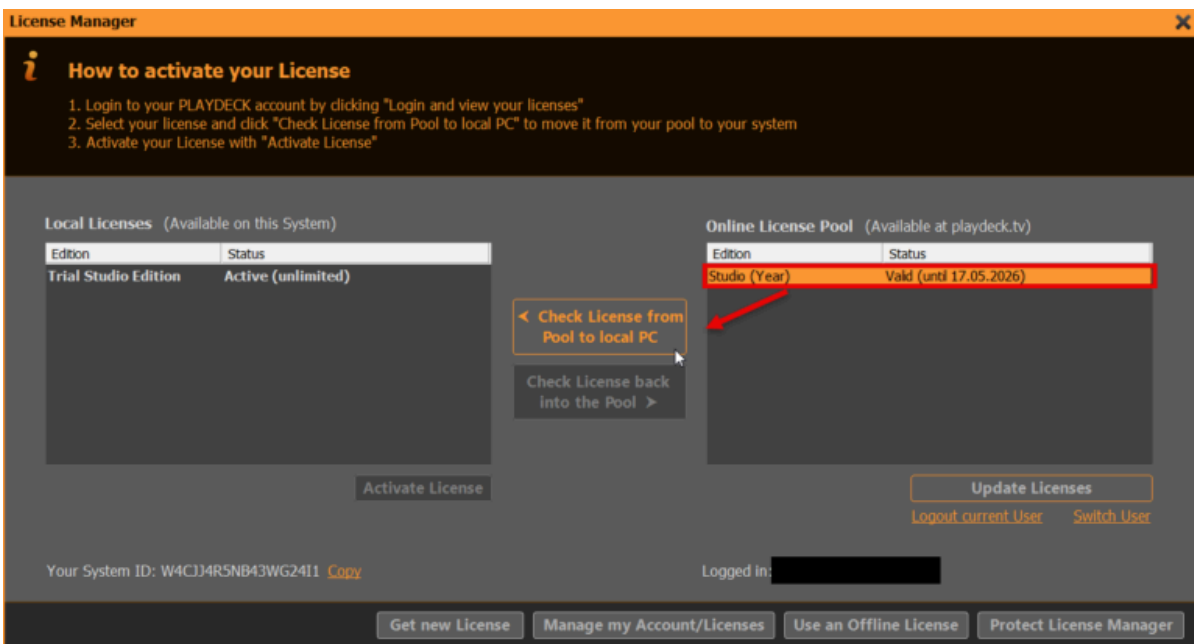 License Manager
How to activate your License
1. Login to your PLAYDECK account by clicking "Login and view your licenses"
2. Select your license and click "Check License from Pool to local PC" to move it from your pool to your system
3. Activate your License with "Activate License"
Local Licenses (Available on this System)
Edition Status
Trial Studio Edition Active (unlimited)
Check License from
Pool to local PC
Check License back
into the Pool
Online License Pool (Available at playdeck.tv)
Edition Status
Studio (Year) Valid (until 17.05.2026)
Activate License
Update Licenses
Logout current User Switch User
Your System ID: W4CJJ4R5NB43WG24I1 Copy
Logged in:
Get new License Manage my Account/Licenses Use an Offline License Protect License Manager